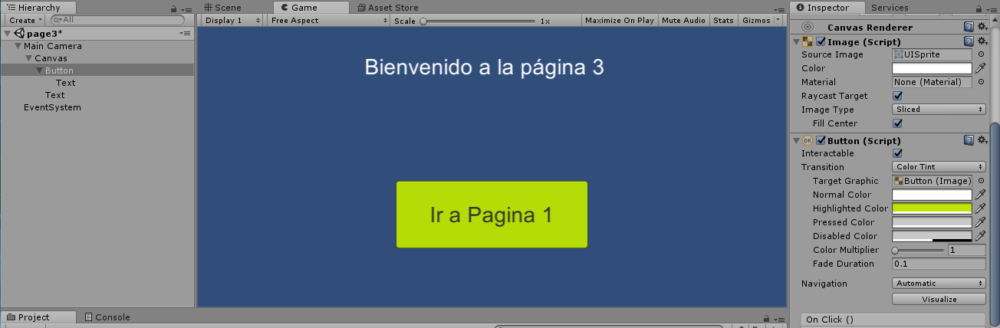 Hierarchy
Create
All
page3*
Main Camera
Canvas
Button
Text
Text
EventSystem
Scene
Game
Asset Store
Display 1
Free Aspect
Scale
1x
Maximize On Play
Mute Audio
Stats
Gizmos
Bienvenido a la página 3
Ir a Pagina 1
Inspector
Services
Canvas Renderer
Image (Script)
Source Image
UISprite
Color
Material
None (Material)
Raycast Target
Image Type
Sliced
Fill Center
OK
Button (Script)
Interactable
Transition
Color Tint
Target Graphic
Button (Image)
Normal Color
Highlighted Color
Pressed Color
Disabled Color
Color Multiplier
1
Fade Duration
0.1
Navigation
Automatic
Visualize
On Click ()
Project
Console